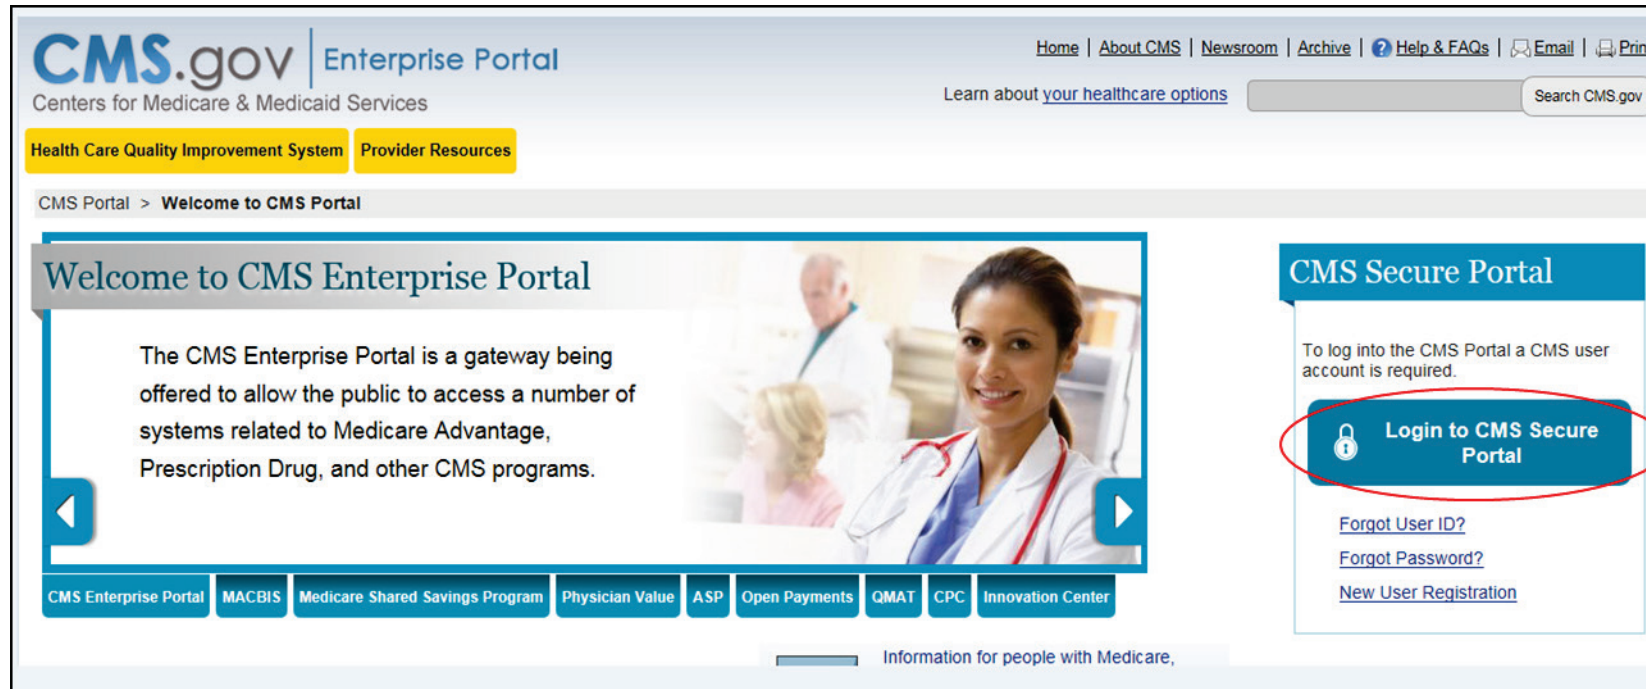 CMS.gov Enterprise Portal
Centers for Medicare & Medicaid Services
Home | About CMS | Newsroom | Archive | Help & FAQs | Email |
Learn about your healthcare options
Search CMS.gov
Health Care Quality Improvement System
Provider Resources
CMS Portal > Welcome to CMS Portal
Welcome to CMS Enterprise Portal
The CMS Enterprise Portal is a gateway being
offered to allow the public to access a number of
systems related to Medicare Advantage,
Prescription Drug, and other CMS programs.
CMS Enterprise Portal
MACBIS
Medicare Shared Savings Program
Physician Value
ASP
Open Payments
QMAT
CPC
Innovation Center
CMS Secure Portal
To log into the CMS Portal a CMS user
account is required.
Login to CMS Secure
Portal
Forgot User ID?
Forgot Password?
New User Registration
Information for people with Medicare,